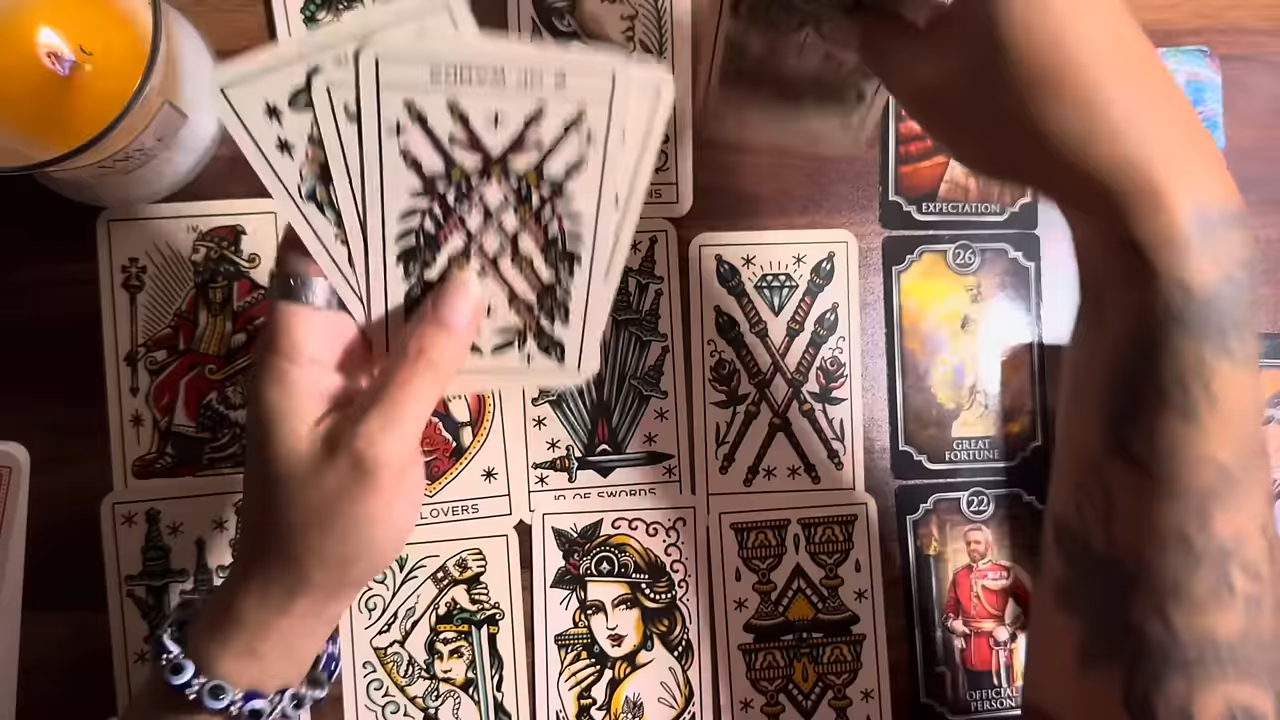 EXPECTATION
26
GREAT
FORTUNE
LOVERS
10 OF SWORDS
22
OFFICIAL
PERSON